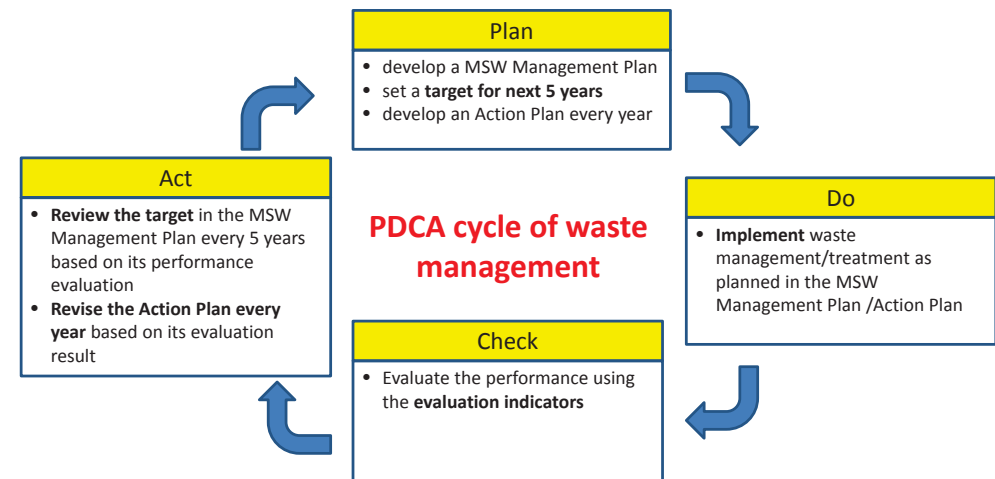 Plan
• develop a MSW Management Plan
• set a target for next 5 years
• develop an Action Plan every year
Act
• Review the target in the MSW
Management Plan every 5 years
based on its performance
evaluation
• Revise the Action Plan every
year based on its evaluation
result
PDCA cycle of waste
management
Do
• Implement waste
management/treatment as
planned in the MSW
Management Plan /Action Plan
Check
• Evaluate the performance using
the evaluation indicators